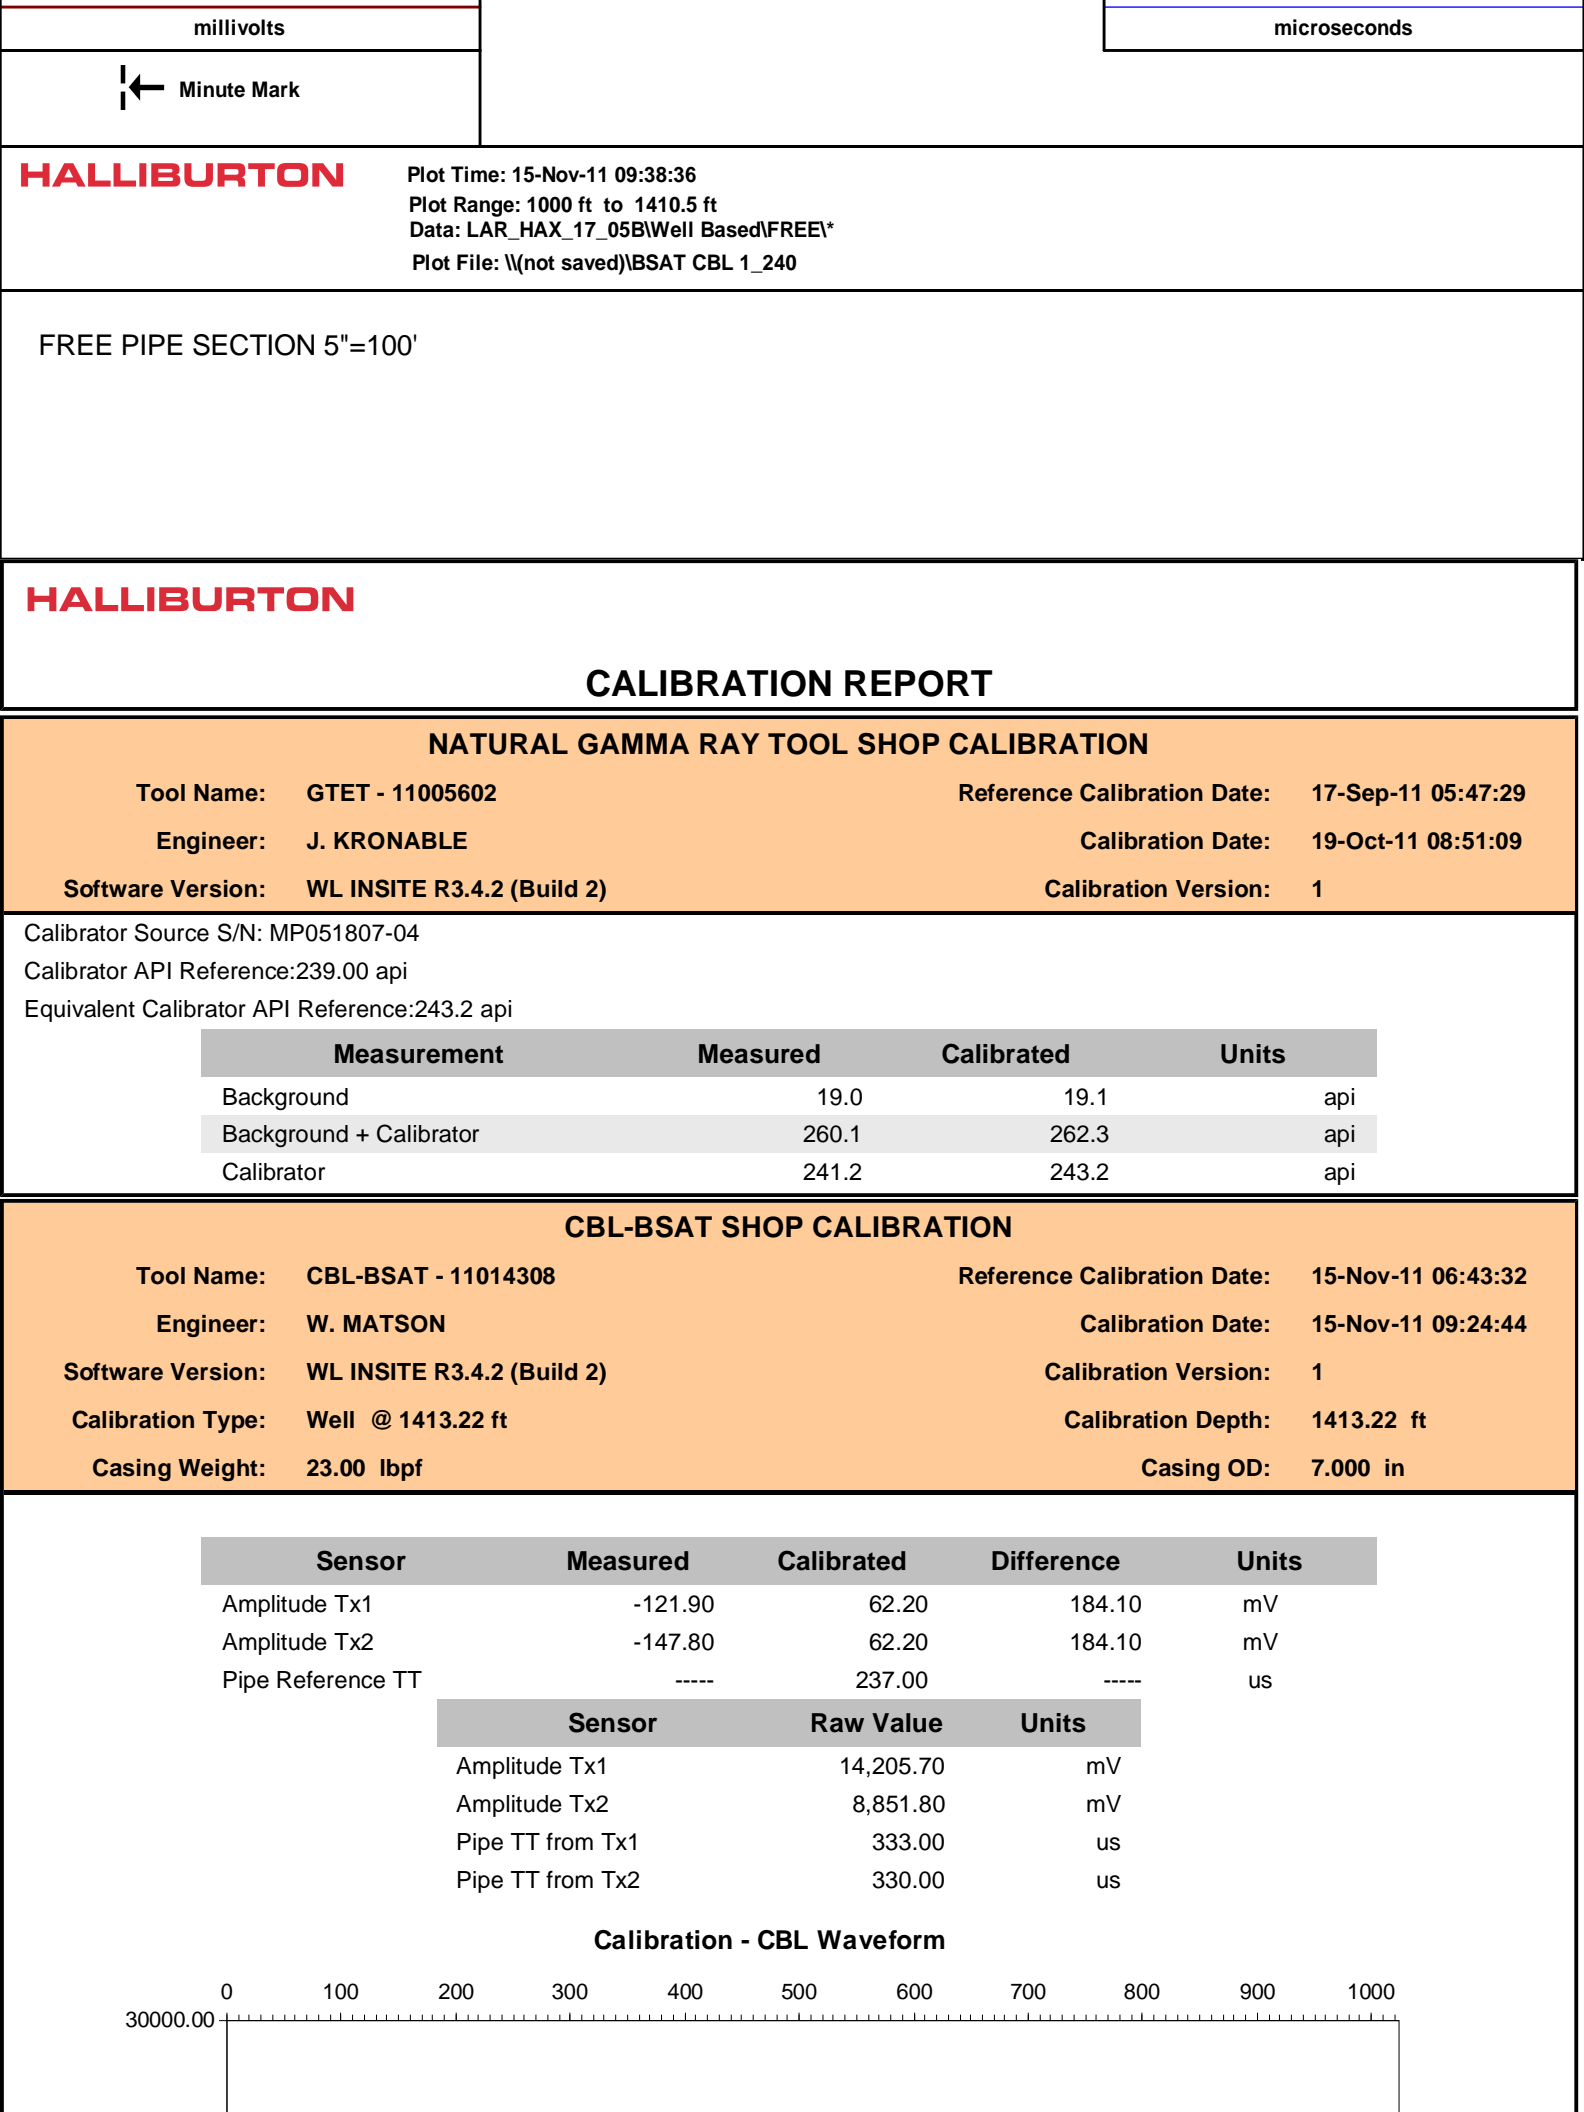 millivolts
microseconds
Minute Mark
HALLIBURTON
Plot Time: 15-Nov-11 09:38:36
Plot Range: 1000 ft to 1410.5 ft
Data: LAR_HAX_17_05B\Well Based\FREE\*
Plot File: \\(not saved)\BSAT CBL 1_240
FREE PIPE SECTION 5"=100'
HALLIBURTON
CALIBRATION REPORT
NATURAL GAMMA RAY TOOL SHOP CALIBRATION
Tool Name: GTET - 11005602 Reference Calibration Date: 17-Sep-11 05:47:29
Engineer: J. KRONABLE Calibration Date: 19-Oct-11 08:51:09
Software Version: WL INSITE R3.4.2 (Build 2) Calibration Version: 1
Calibrator Source S/N: MP051807-04
Calibrator API Reference:239.00 api
Equivalent Calibrator API Reference:243.2 api
Measurement Measured Calibrated Units
Background 19.0 19.1 api
Background + Calibrator 260.1 262.3 api
Calibrator 241.2 243.2 api
CBL-BSAT SHOP CALIBRATION
Tool Name: CBL-BSAT - 11014308 Reference Calibration Date: 15-Nov-11 06:43:32
Engineer: W. MATSON Calibration Date: 15-Nov-11 09:24:44
Software Version: WL INSITE R3.4.2 (Build 2) Calibration Version: 1
Calibration Type: Well @ 1413.22 ft Calibration Depth: 1413.22 ft
Casing Weight: 23.00 lbpf Casing OD: 7.000 in
Sensor Measured Calibrated Difference Units
Amplitude Tx1 -121.90 62.20 184.10 mV
Amplitude Tx2 -147.80 62.20 184.10 mV
Pipe Reference TT ----- 237.00 ----- us
Sensor Raw Value Units
Amplitude Tx1 14,205.70 mV
Amplitude Tx2 8,851.80 mV
Pipe TT from Tx1 333.00 us
Pipe TT from Tx2 330.00 us
Calibration - CBL Waveform
0 100 200 300 400 500 600 700 800 900 1000
30000.00